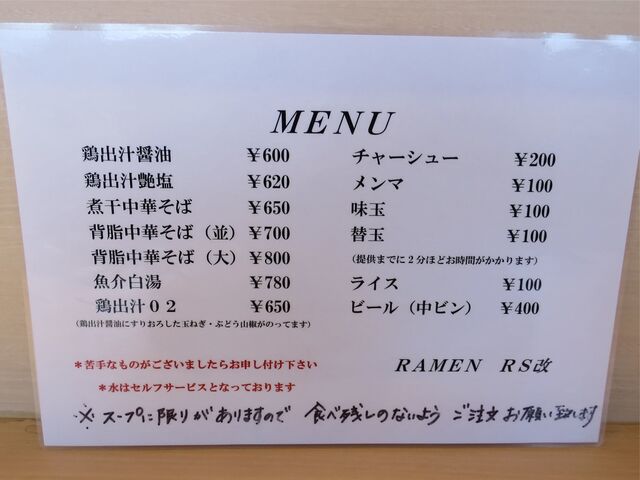 MENU
鶏出汁醤油 ￥600
鶏出汁艶塩 ￥620
煮干中華そば ￥650
背脂中華そば（並） ￥700
背脂中華そば（大） ￥800
魚介白湯 ￥780
鶏出汁０２ ￥650
（鶏出汁醤油にすりおろした玉ねぎ・ぶどう山椒がのってます）
チャーシュー ￥200
メンマ ￥100
味玉 ￥100
替玉 ￥100
（提供までに２分ほどお時間がかかります）
ライス ￥100
ビール（中ビン） ￥400
＊苦手なものがございましたらお申し付け下さい
＊水はセルフサービスとなっております
RAMEN RS改
※スープに限りがありますので 食べ残しのないよう ご注文お願い致します